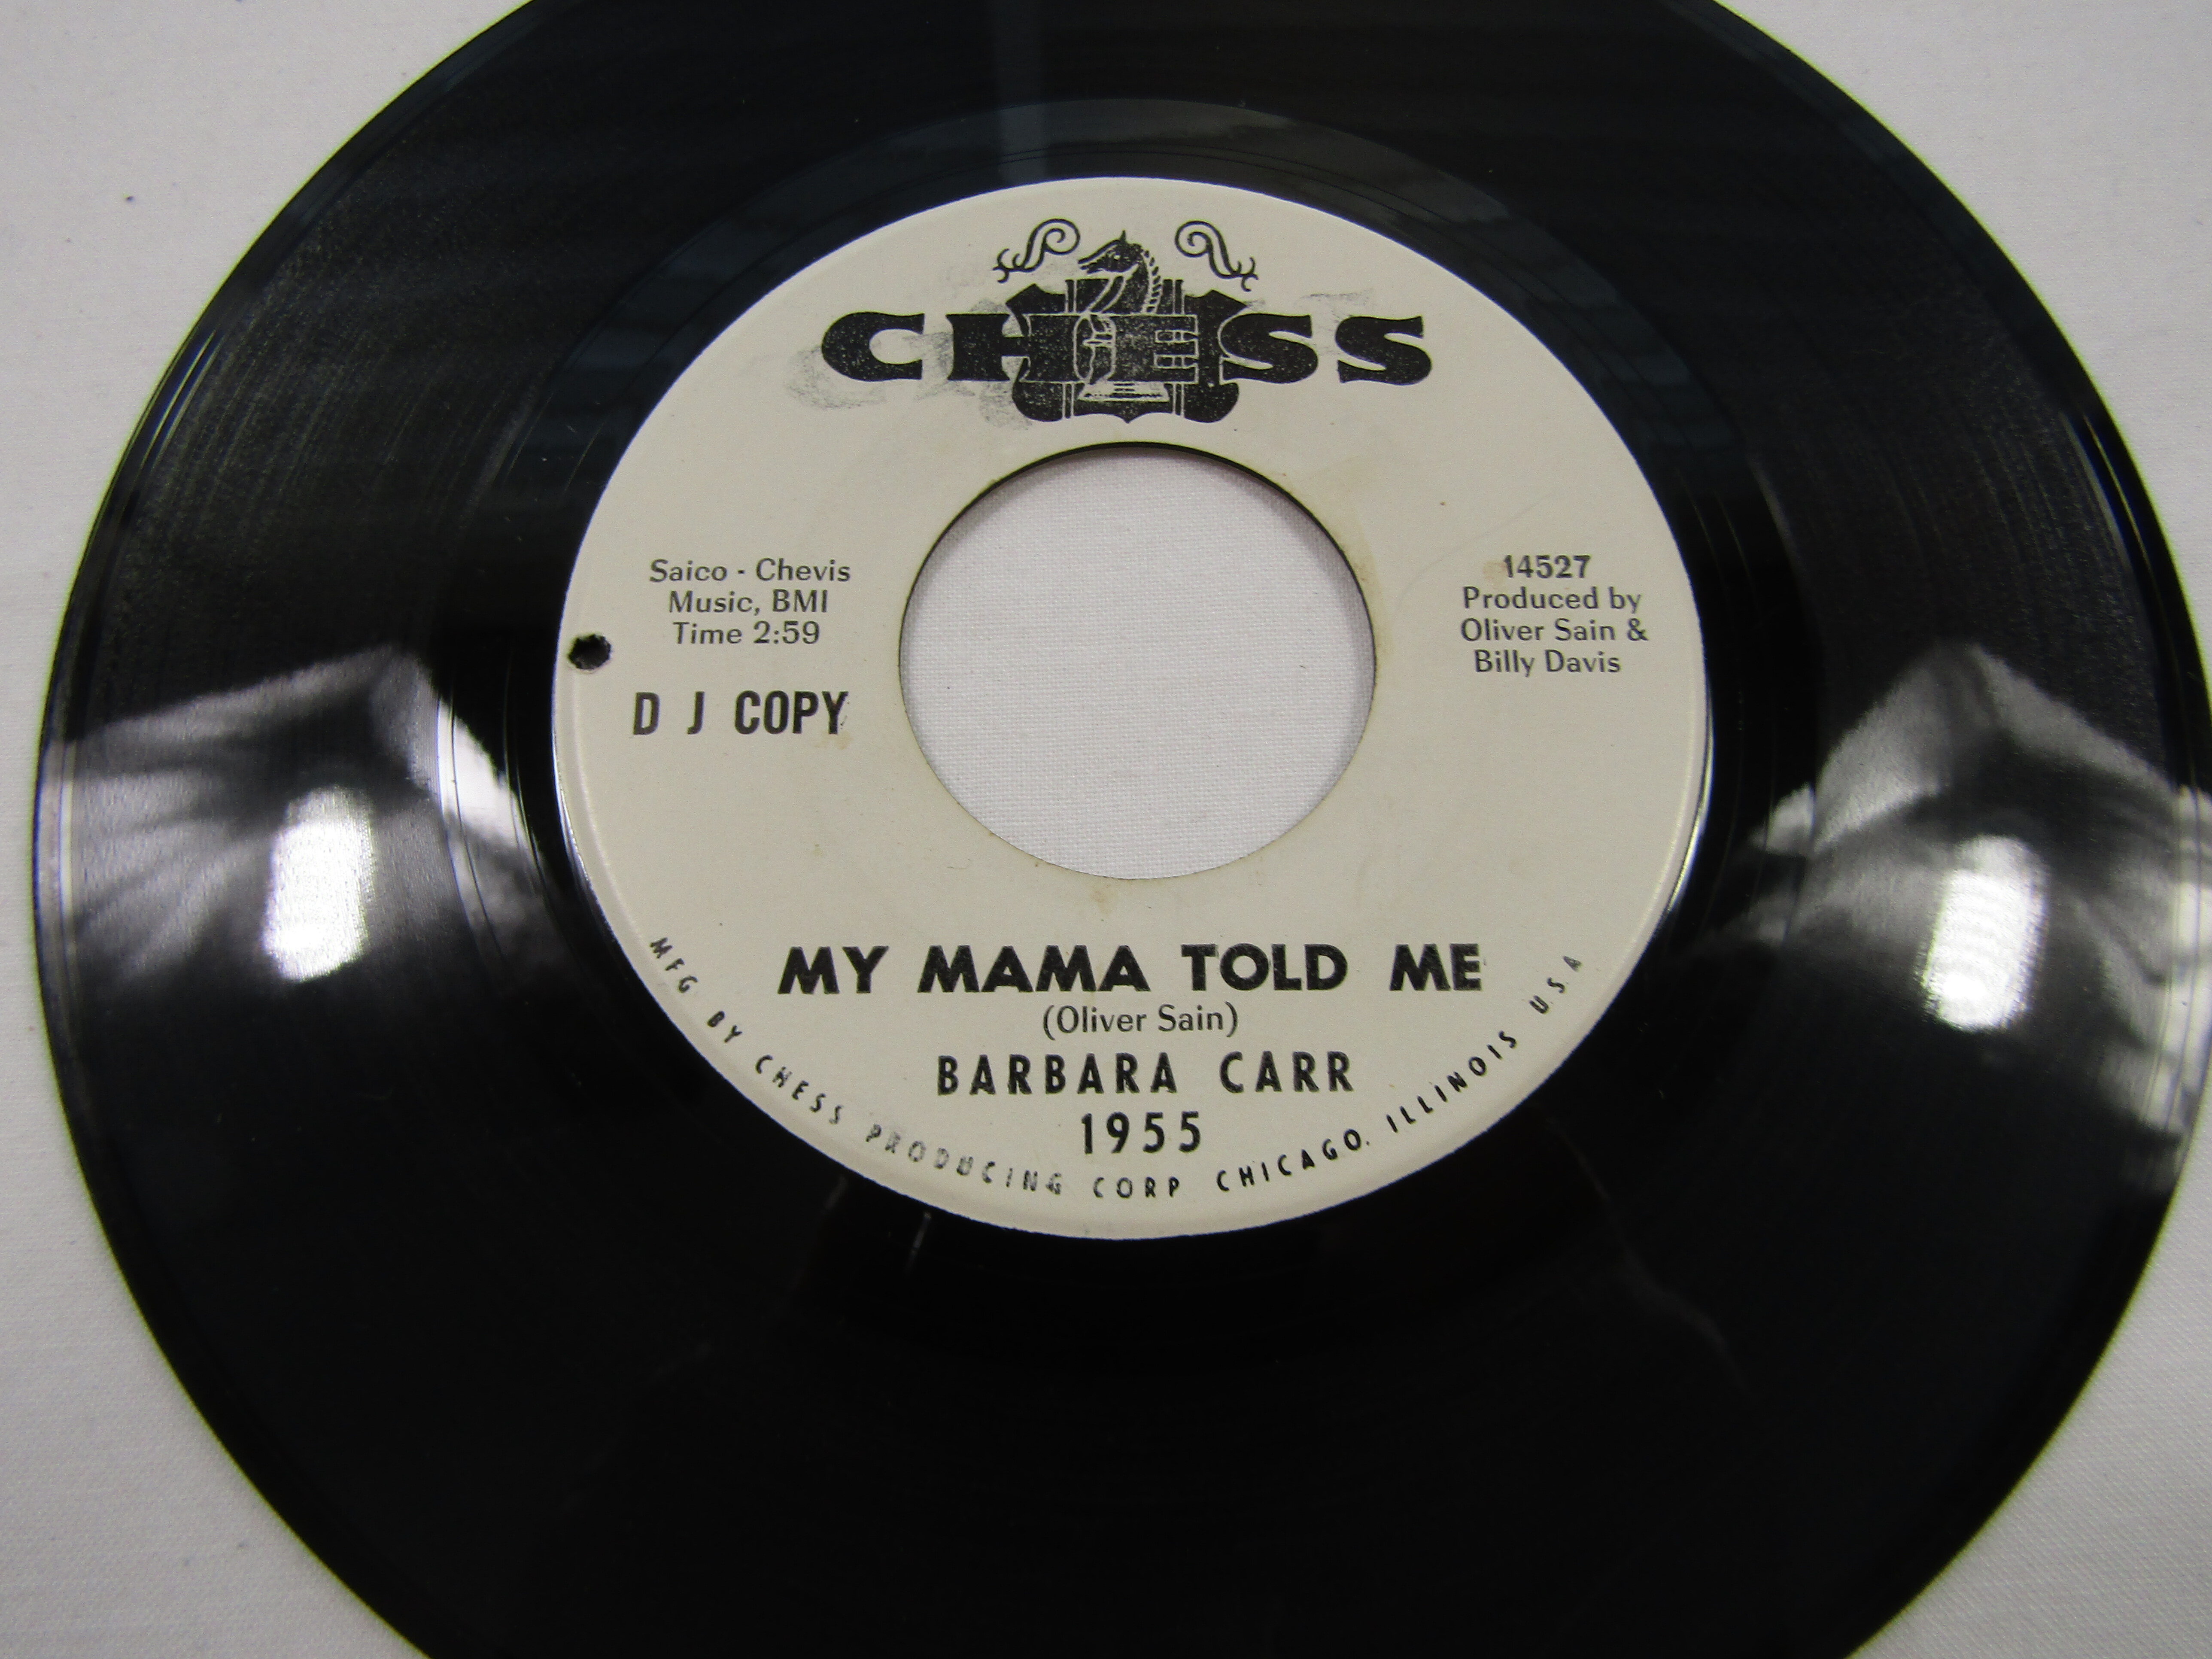 CHESS
Saico - Chevis
Music, BMI
Time 2:59
D J COPY
14527
Produced by
Oliver Sain &
Billy Davis
MY MAMA TOLD ME
(Oliver Sain)
BARBARA CARR
1955
MFG BY CHESS PRODUCING CORP CHICAGO, ILLINOIS U.S.A